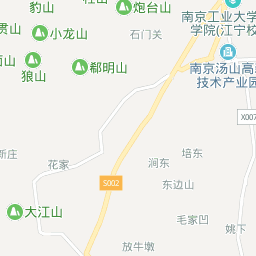 豹山
炮台山
南京工业大学
学院(江宁校
小龙山
石门关
狼山
郗明山
南京汤山高
技术产业园
X007
花家
涧东
培东
S002
东边山
大江山
毛家凹
姚下
放牛墩